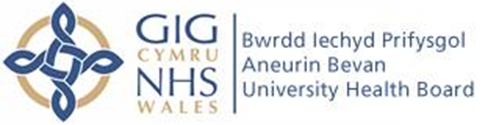 GIG
CYMRU
NHS
WALES
Bwrdd Iechyd Prifysgol
Aneurin Bevan
University Health Board